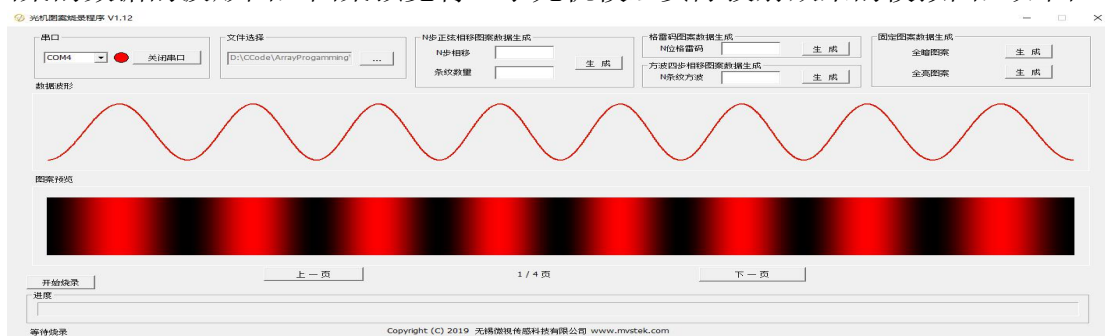 光机图案烧录程序 V1.12
串口
COM4
关闭串口
文件选择
D:\CCode\ArrayProgamming'
...
N步正弦相移图案数据生成
N步相移
条纹数量
生 成
格雷码图案数据生成
N位格雷码
生 成
方波四步相移图案数据生成
N条纹方波
生 成
固定图案数据生成
全暗图案
生 成
全亮图案
生 成
数据波形
图案预览
上一页
1 / 4 页
下一页
开始烧录
进度
等待烧录
Copyright (C) 2019 无锡微视传感科技有限公司 www.mvstek.com